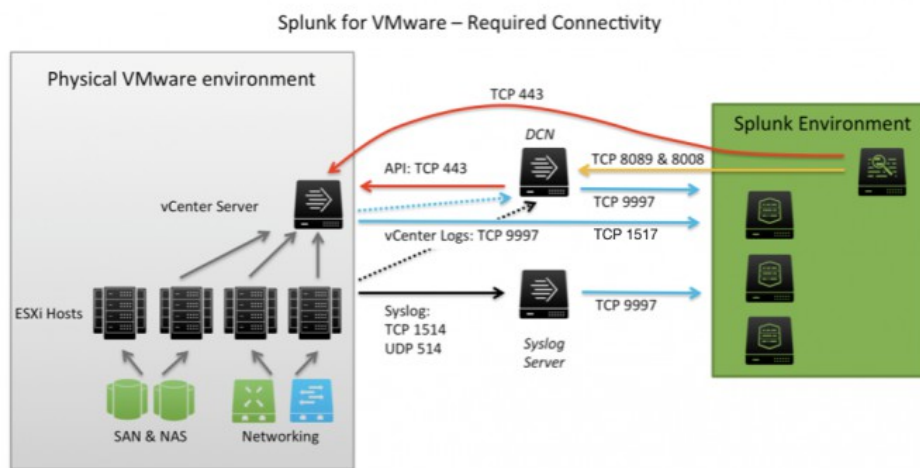 Splunk for VMware – Required Connectivity
Physical VMware environment
TCP 443
DCN
Splunk Environment
API: TCP 443
TCP 8089 & 8008
vCenter Server
TCP 9997
vCenter Logs: TCP 9997
TCP 1517
ESXi Hosts
Syslog:
TCP 1514
UDP 514
TCP 9997
Syslog
Server
SAN & NAS
Networking